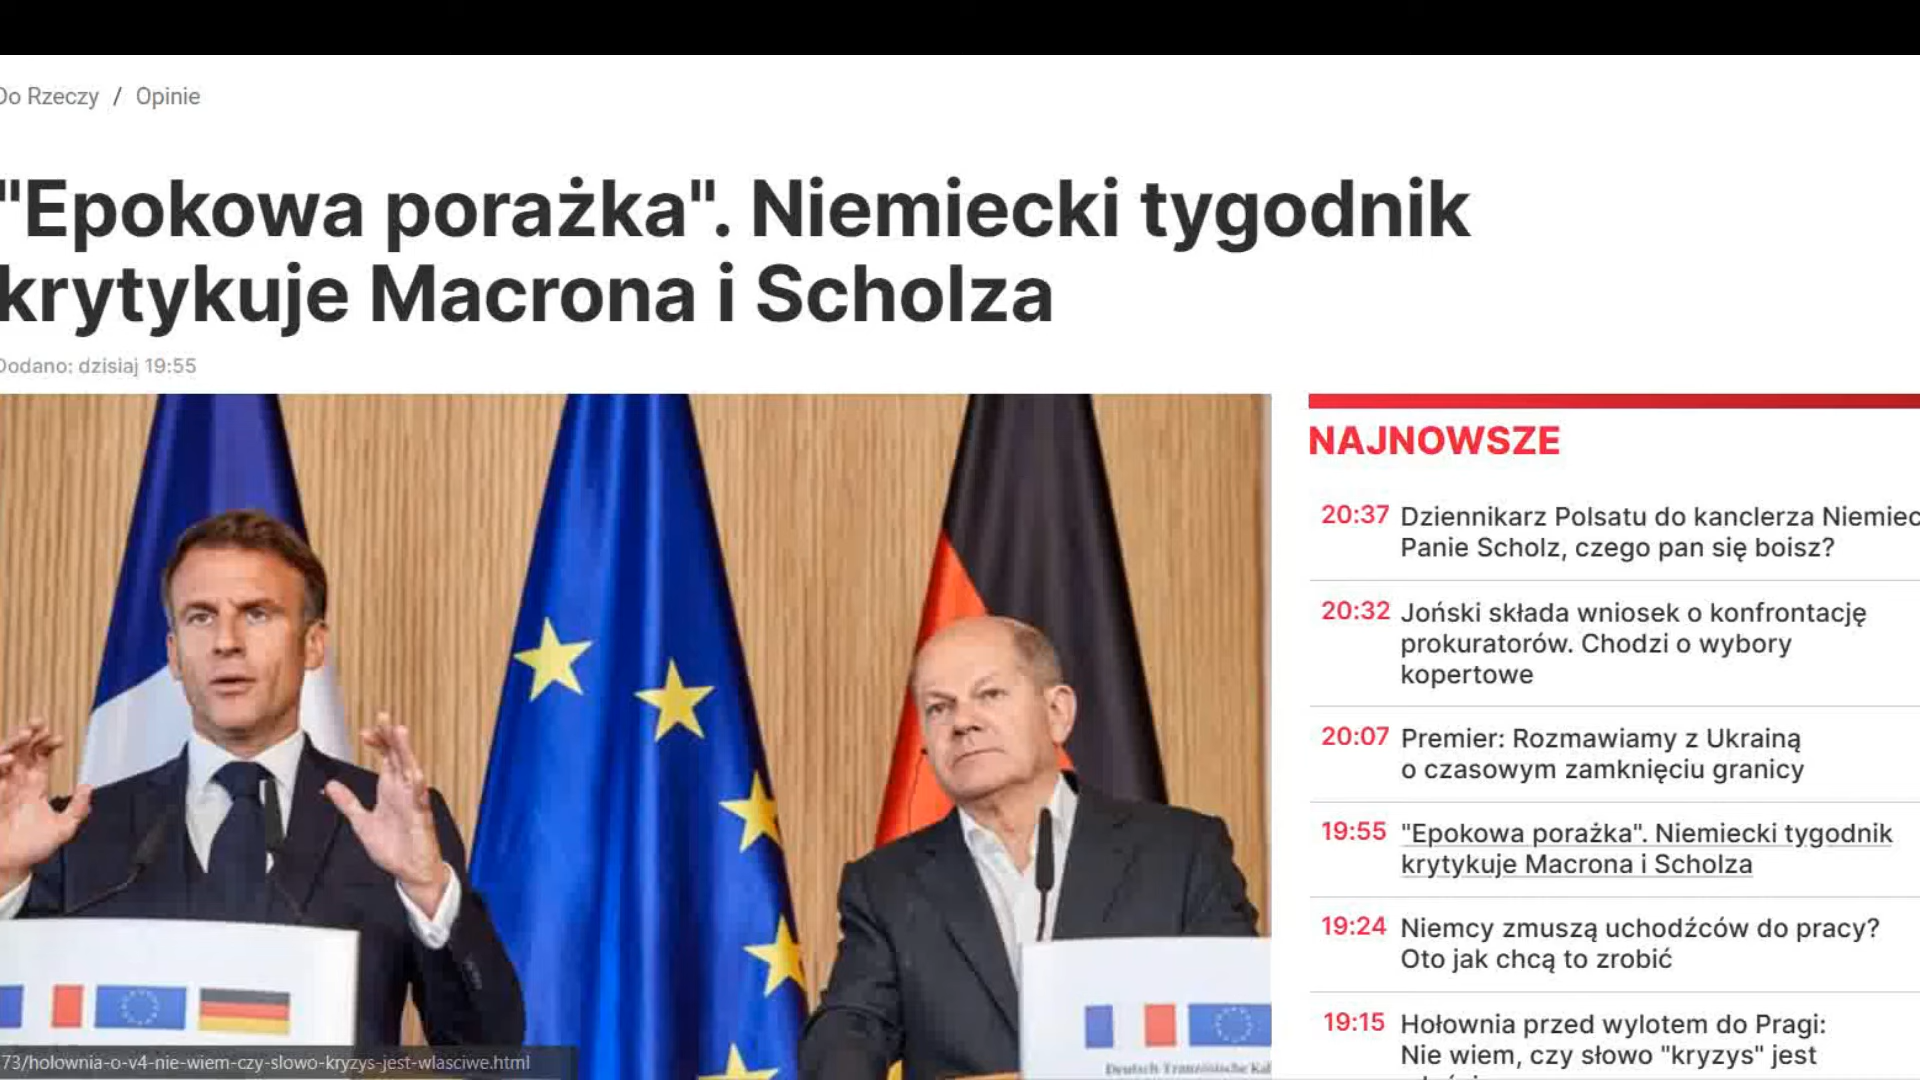 Do Rzeczy / Opinie
"Epokowa porażka". Niemiecki tygodnik
krytykuje Macrona i Scholza
Dodano: dzisiaj 19:55
NAJNOWSZE
20:37 Dziennikarz Polsatu do kanclerza Niemiec
Panie Scholz, czego pan się boisz?
20:32 Joński składa wniosek o konfrontację
prokuratorów. Chodzi o wybory
kopertowe
20:07 Premier: Rozmawiamy z Ukrainą
o czasowym zamknięciu granicy
19:55 "Epokowa porażka". Niemiecki tygodnik
krytykuje Macrona i Scholza
19:24 Niemcy zmuszą uchodźców do pracy?
Oto jak chcą to zrobić
19:15 Hołownia przed wylotem do Pragi:
Nie wiem, czy słowo "kryzys" jest
Deutsch-Französische
73/holownia-o-v4-nie-wiem-czy-slowo-kryzys-jest-wlasciwe.html